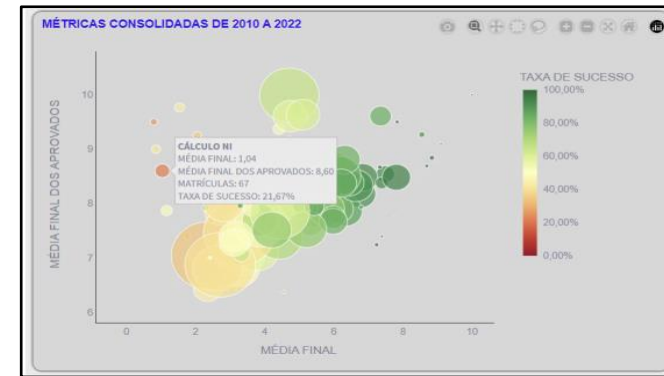 MÉTRICAS CONSOLIDADAS DE 2010 A 2022
TAXA DE SUCESSO
100,00%
80,00%
60,00%
40,00%
20,00%
0,00%
MÉDIA FINAL DOS APROVADOS
10
9
8
7
6
CÁLCULO NI
MÉDIA FINAL: 1,04
MÉDIA FINAL DOS APROVADOS: 8,60
MATRÍCULAS: 67
TAXA DE SUCESSO: 21,67%
0 2 4 6 8 10
MÉDIA FINAL